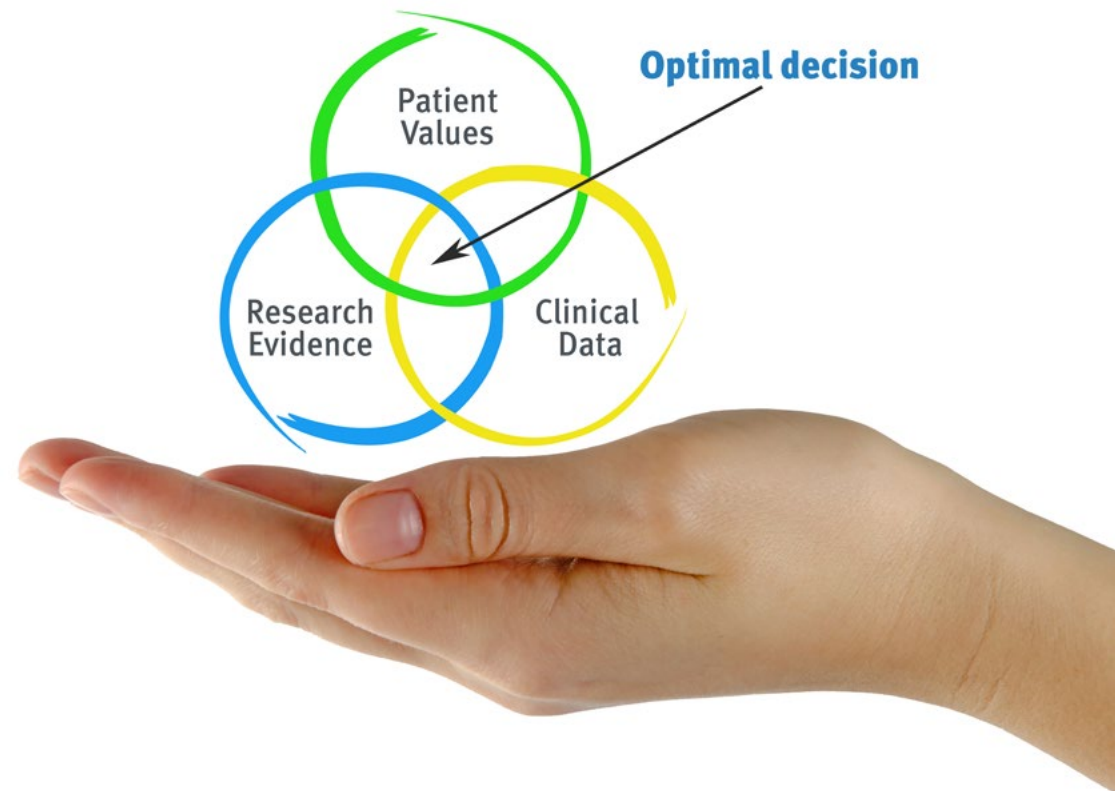 Optimal decision
Patient
Values
Research
Evidence
Clinical
Data